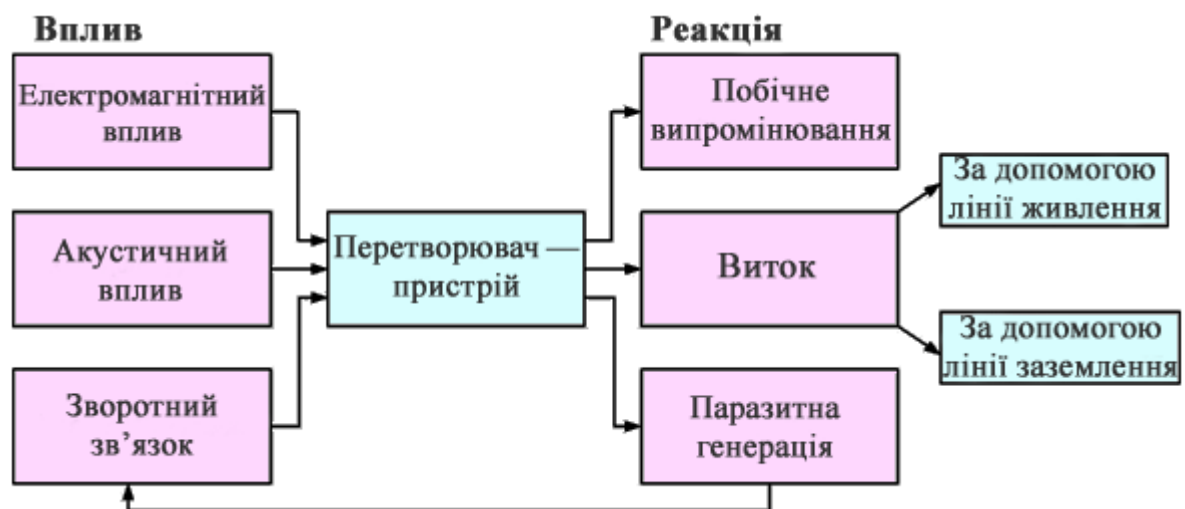 Вплив
Електромагнітний
вплив
Акустичний
вплив
Зворотний
зв’язок
Перетворювач —
пристрій
Реакція
Побічне
випромінювання
Виток
Паразитна
генерація
За допомогою
лінії живлення
За допомогою
лінії заземлення